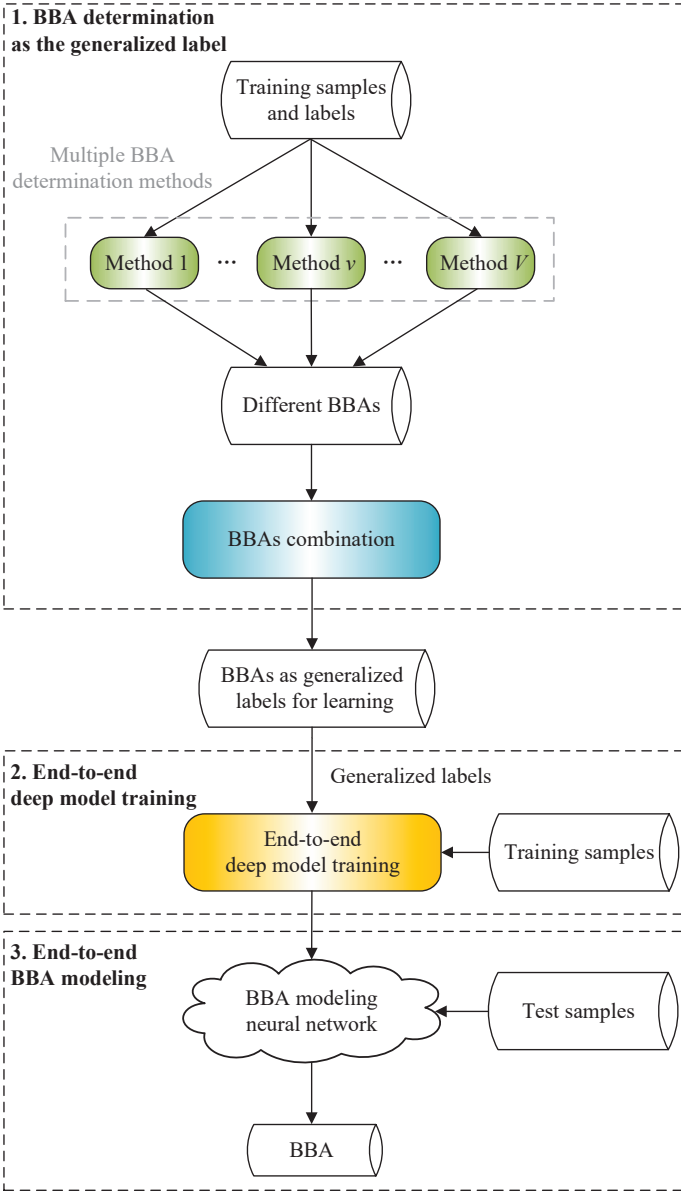 1. BBA determination
as the generalized label
Training samples
and labels
Multiple BBA
determination methods
Method 1 ··· Method v ··· Method V
Different BBAs
BBAs combination
BBAs as generalized
labels for learning
2. End-to-end
deep model training
Generalized labels
End-to-end
deep model training
Training samples
3. End-to-end
BBA modeling
BBA modeling
neural network
Test samples
BBA